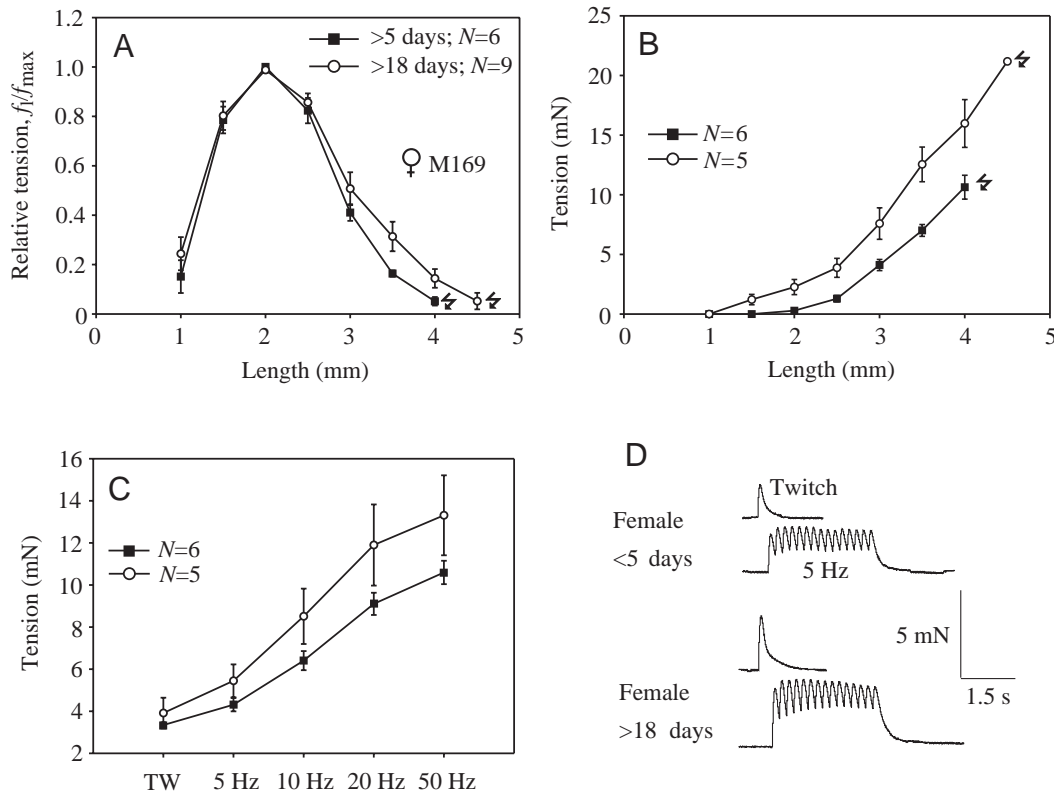 A
>5 days; N=6
>18 days; N=9
♀ M169
Relative tension, fl/fmax
1.2
1.0
0.8
0.6
0.4
0.2
0
0 1 2 3 4 5
Length (mm)
B
N=6
N=5
Tension (mN)
25
20
15
10
5
0
0 1 2 3 4 5
Length (mm)
C
N=6
N=5
Tension (mN)
16
14
12
10
8
6
4
2
TW 5 Hz 10 Hz 20 Hz 50 Hz
D
Twitch
Female
<5 days
5 Hz
5 mN
1.5 s
Female
>18 days